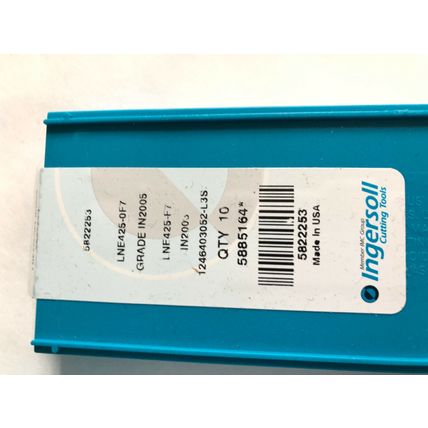 5822253
LNE425-0F7
GRADE IN2005
LNE425-F7
IN2005
1246403052-L3S
QTY 10
5885164*
5822253
Made In USA
Member IMC Group
Ingersoll
Cutting Tools